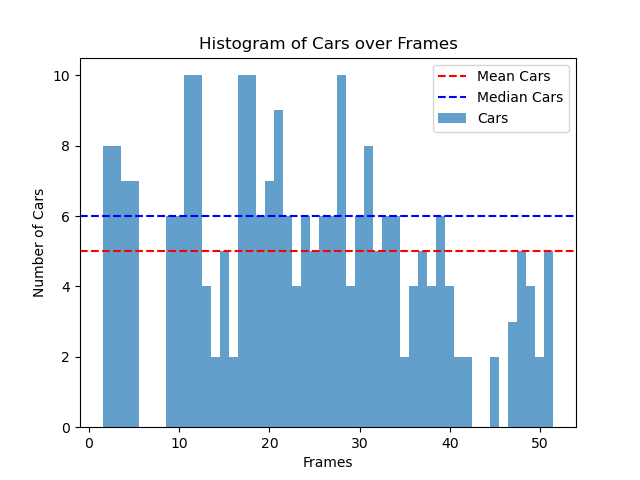 Histogram of Cars over Frames
Mean Cars
Median Cars
Cars
10
8
6
4
2
0
Number of Cars
0 10 20 30 40 50
Frames